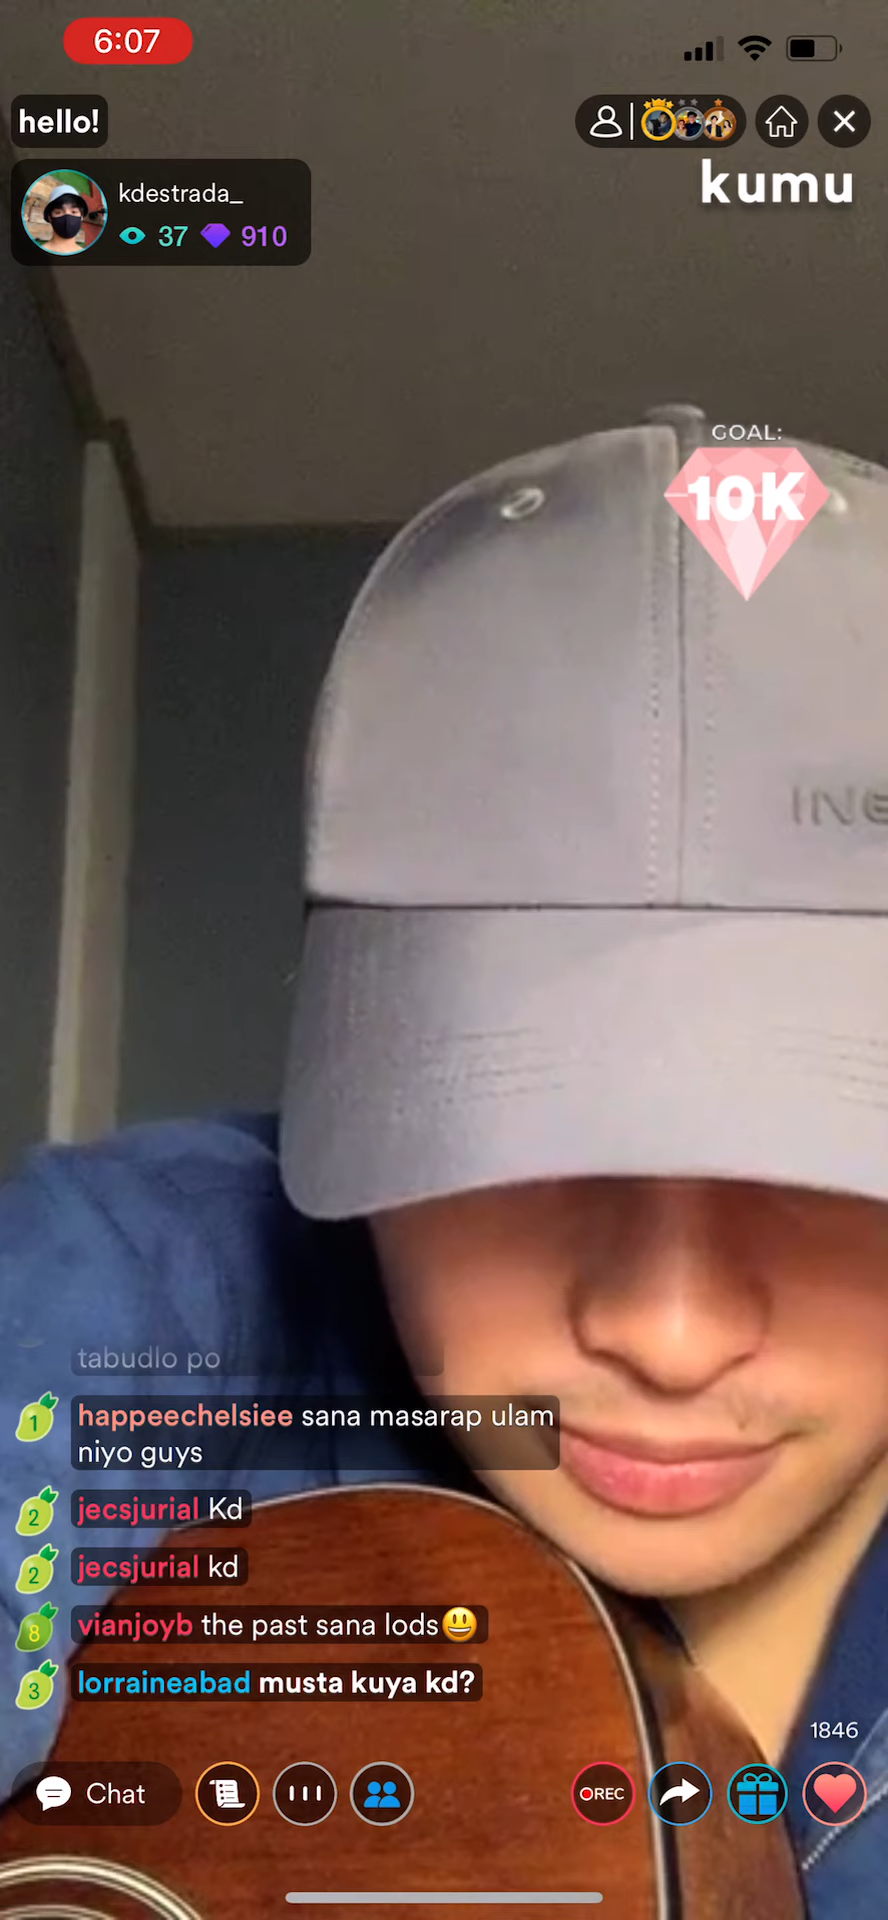 6:07
hello!
kdestrada_
37 910
kumu
GOAL:
10K
tabudlo po
1 happeechelsiee sana masarap ulam
niyo guys
2 jecsjurial Kd
2 jecsjurial kd
8 vianjoyb the past sana lods😃
3 lorraineabad musta kuya kd?
1846
Chat
REC